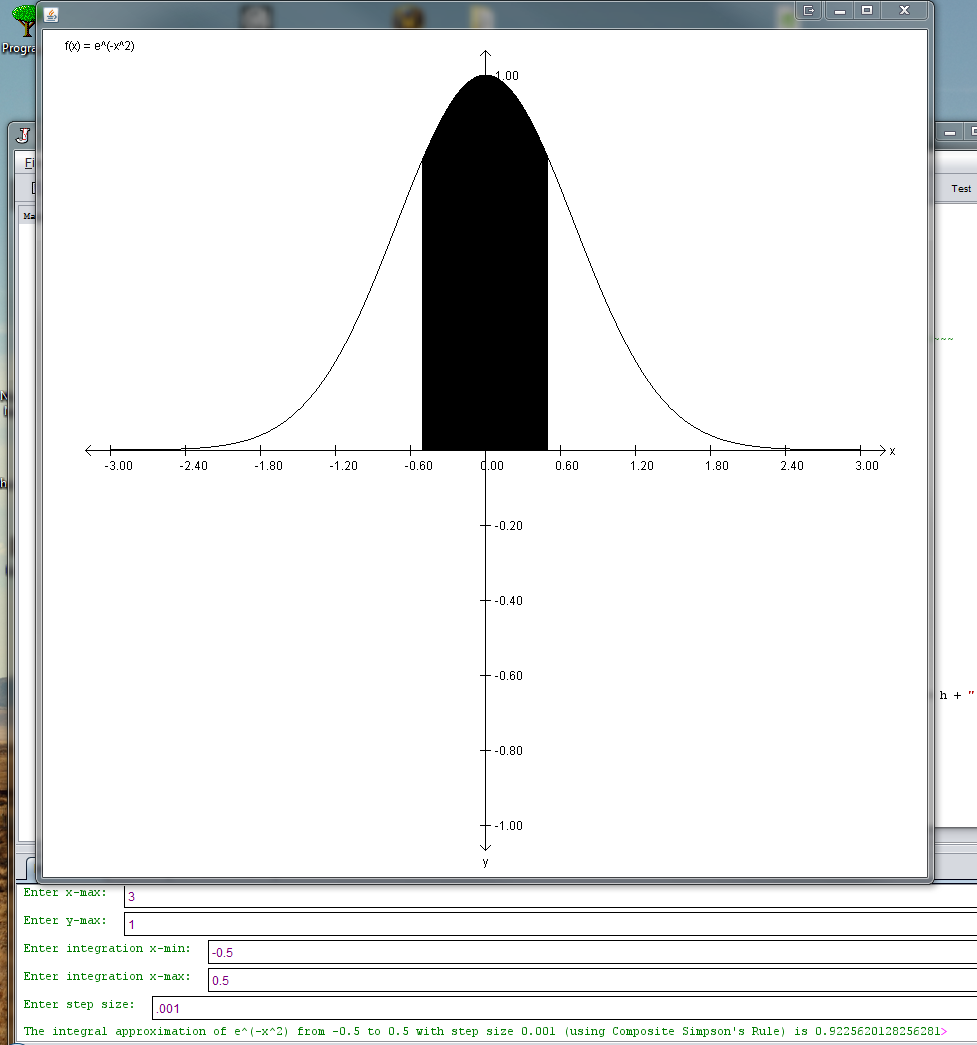 Progra
f(x) = e^(-x^2)
1.00
Fi
Test
Ma
~~~
x
-3.00 -2.40 -1.80 -1.20 -0.60 0.00 0.60 1.20 1.80 2.40 3.00
-0.20
-0.40
-0.60
h + "
-0.80
-1.00
y
Enter x-max: 3
Enter y-max: 1
Enter integration x-min: -0.5
Enter integration x-max: 0.5
Enter step size: .001
The integral approximation of e^(-x^2) from -0.5 to 0.5 with step size 0.001 (using Composite Simpson's Rule) is 0.9225620128256281>